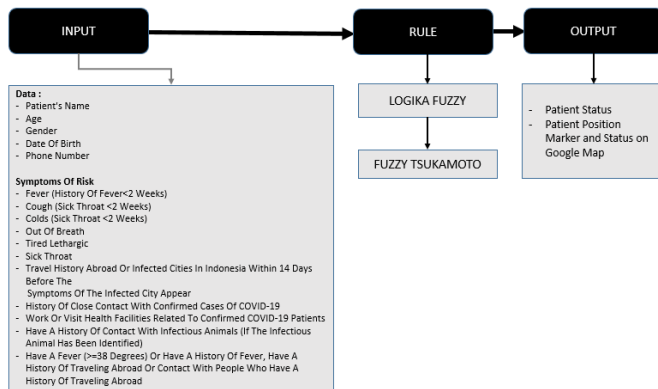 INPUT
RULE
OUTPUT
Data :
- Patient's Name
- Age
- Gender
- Date Of Birth
- Phone Number
Symptoms Of Risk
- Fever (History Of Fever<2 Weeks)
- Cough (Sick Throat <2 Weeks)
- Colds (Sick Throat <2 Weeks)
- Out Of Breath
- Tired Lethargic
- Sick Throat
- Travel History Abroad Or Infected Cities In Indonesia Within 14 Days
Before The
Symptoms Of The Infected City Appear
- History Of Close Contact With Confirmed Cases Of COVID-19
- Work Or Visit Health Facilities Related To Confirmed COVID-19 Patients
- Have A History Of Contact With Infectious Animals (If The Infectious
Animal Has Been Identified)
- Have A Fever (>=38 Degrees) Or Have A History Of Fever, Have A
History Of Traveling Abroad Or Contact With People Who Have A
History Of Traveling Abroad
LOGIKA FUZZY
FUZZY TSUKAMOTO
- Patient Status
- Patient Position
Marker and Status on
Google Map